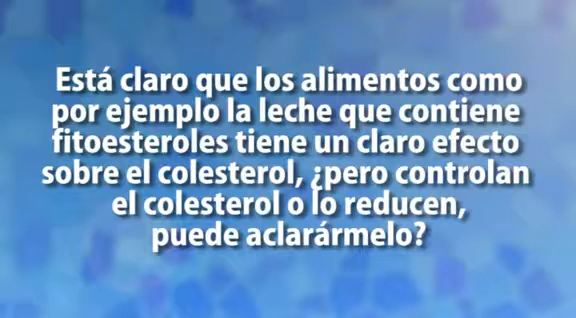 Está claro que los alimentos como
por ejemplo la leche que contiene
fitoesteroles tiene un claro efecto
sobre el colesterol, ¿pero controlan
el colesterol o lo reducen,
puede aclarármelo?